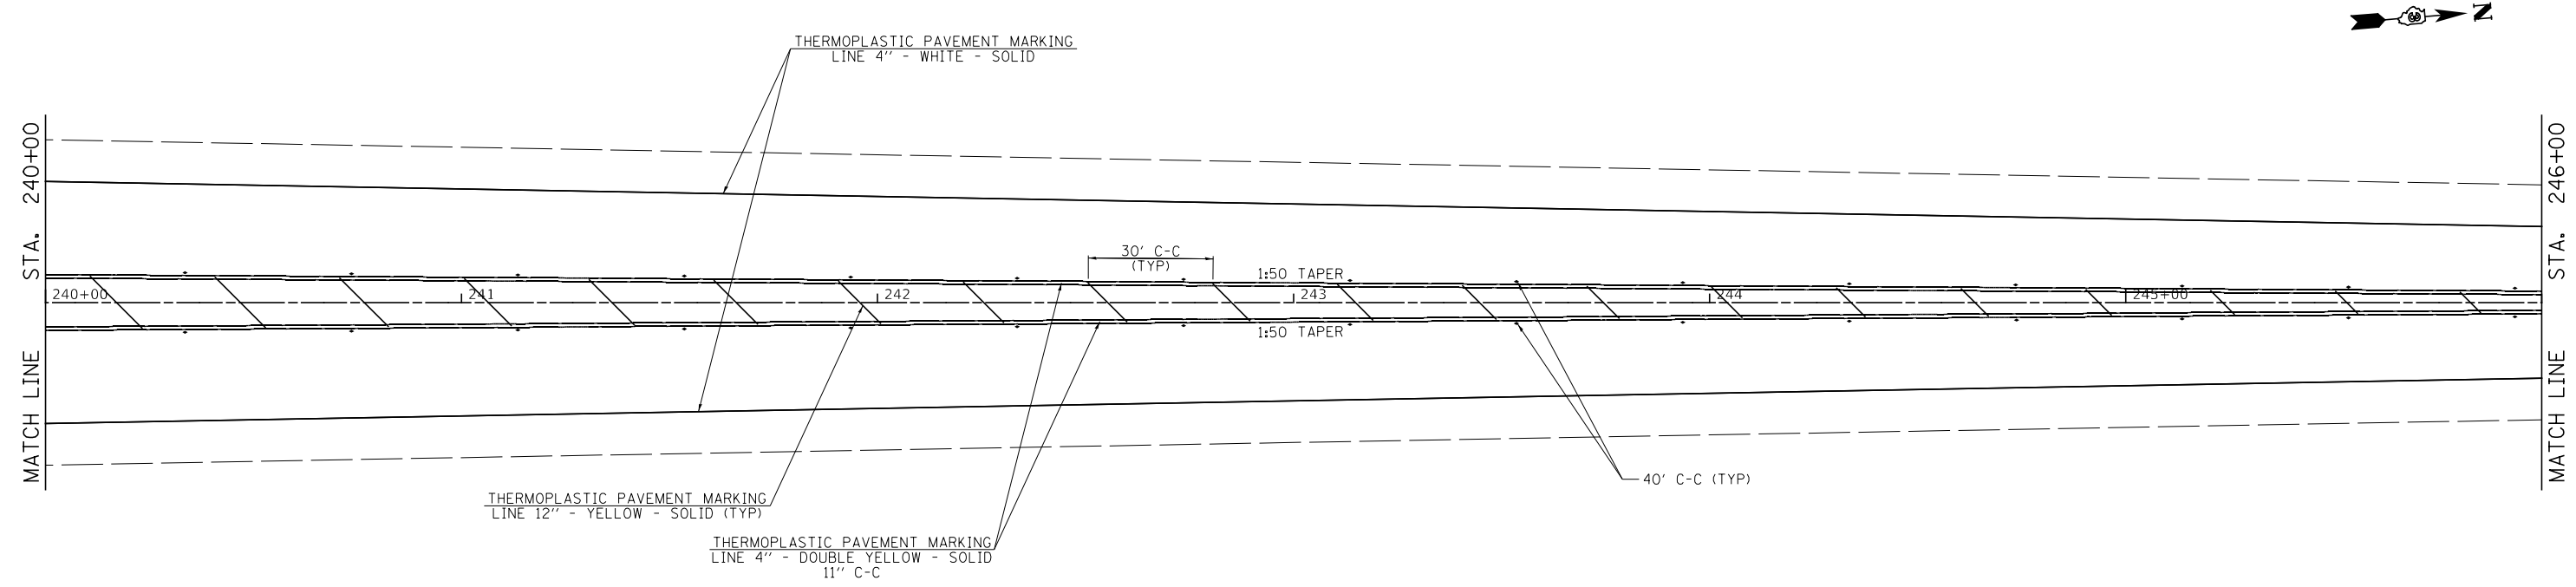 N
THERMOPLASTIC PAVEMENT MARKING
LINE 4'' - WHITE - SOLID
MATCH LINE STA. 240+00
MATCH LINE STA. 246+00
30' C-C
(TYP)
1:50 TAPER
240+00 241 242 243 244 245+00
1:50 TAPER
40' C-C (TYP)
THERMOPLASTIC PAVEMENT MARKING
LINE 12'' - YELLOW - SOLID (TYP)
THERMOPLASTIC PAVEMENT MARKING
LINE 4'' - DOUBLE YELLOW - SOLID
11'' C-C